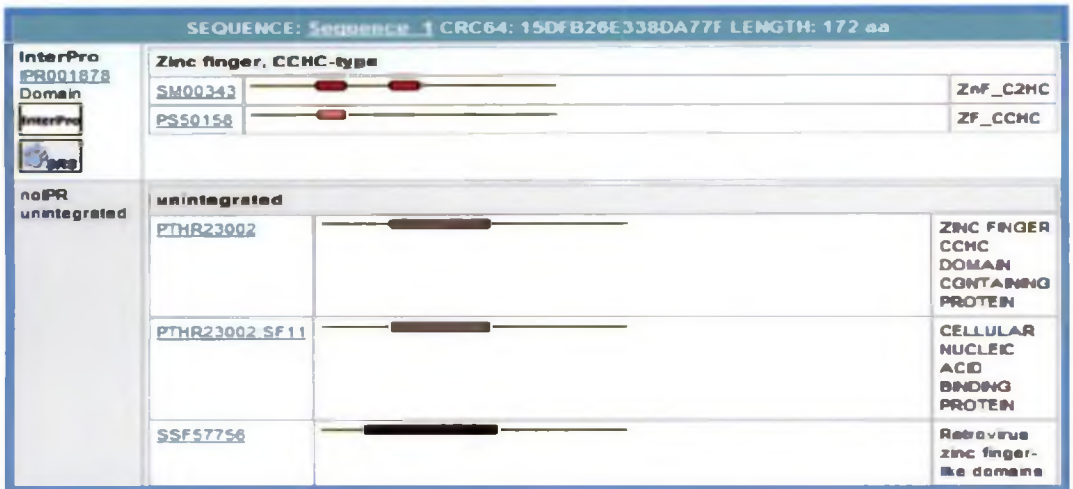 SEQUENCE: Sequence_1 CRC64: 15DFB26E338DA77F LENGTH: 172 aa
InterPro
IPR001878
Domain
InterPro
SRS
Zinc finger, CCHC-type
SM00343
ZnF_C2HC
PS50158
ZF_CCHC
noIPR
unintegrated
unintegrated
PTHR23002
ZINC FINGER
CCHC
DOMAIN
CONTAINING
PROTEIN
PTHR23002:SF11
CELLULAR
NUCLEIC
ACID
BINDING
PROTEIN
SSF57756
Retrovirus
zinc finger-
like domains